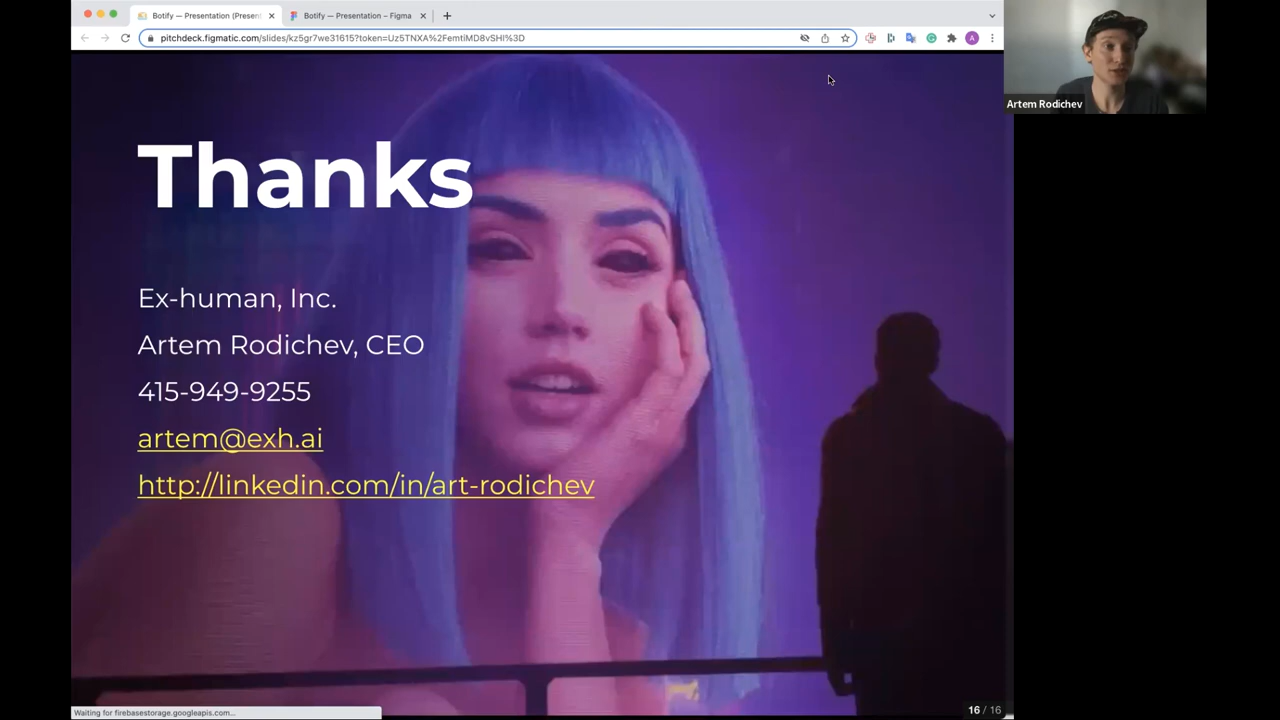 Botify — Presentation (Present
Botify — Presentation – Figma
pitchdeck.figmatic.com/slides/kz5gr7we31615?token=Uz5TNXA%2FemtiMD8vSHl%3D
Artem Rodichev
Thanks
Ex-human, Inc.
Artem Rodichev, CEO
415-949-9255
artem@exh.ai
http://linkedin.com/in/art-rodichev
Waiting for firebasestorage.googleapis.com...
16 / 16